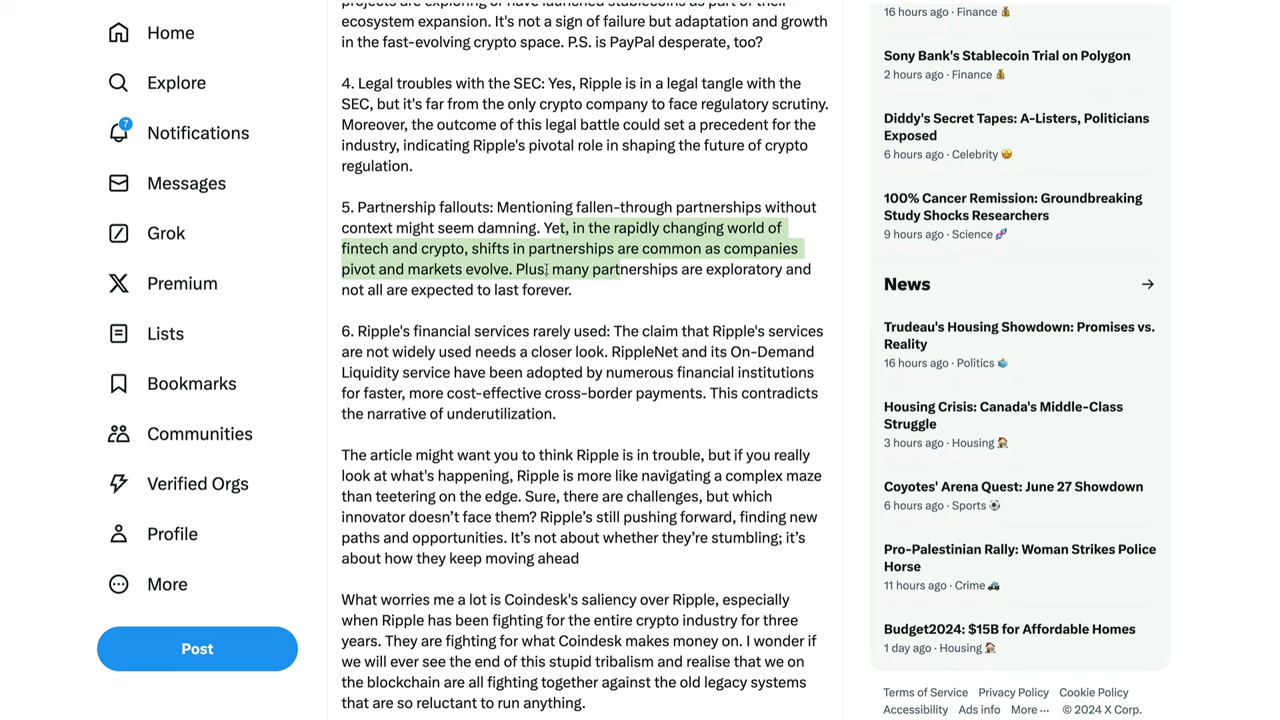 Home
Explore
7
Notifications
Messages
Grok
Premium
Lists
Bookmarks
Communities
Verified Orgs
Profile
More
Post
projects are exploring or have launched stablecoins as part of their
ecosystem expansion. It's not a sign of failure but adaptation and growth
in the fast-evolving crypto space. P.S. is PayPal desperate, too?
4. Legal troubles with the SEC: Yes, Ripple is in a legal tangle with the
SEC, but it's far from the only crypto company to face regulatory scrutiny.
Moreover, the outcome of this legal battle could set a precedent for the
industry, indicating Ripple's pivotal role in shaping the future of crypto
regulation.
5. Partnership fallouts: Mentioning fallen-through partnerships without
context might seem damning. Yet, in the rapidly changing world of
fintech and crypto, shifts in partnerships are common as companies
pivot and markets evolve. Plus, many partnerships are exploratory and
not all are expected to last forever.
6. Ripple's financial services rarely used: The claim that Ripple's services
are not widely used needs a closer look. RippleNet and its On-Demand
Liquidity service have been adopted by numerous financial institutions
for faster, more cost-effective cross-border payments. This contradicts
the narrative of underutilization.
The article might want you to think Ripple is in trouble, but if you really
look at what's happening, Ripple is more like navigating a complex maze
than teetering on the edge. Sure, there are challenges, but which
innovator doesn’t face them? Ripple’s still pushing forward, finding new
paths and opportunities. It’s not about whether they’re stumbling; it’s
about how they keep moving ahead
What worries me a lot is Coindesk's saliency over Ripple, especially
when Ripple has been fighting for the entire crypto industry for three
years. They are fighting for what Coindesk makes money on. I wonder if
we will ever see the end of this stupid tribalism and realise that we on
the blockchain are all fighting together against the old legacy systems
that are so reluctant to run anything.
16 hours ago · Finance 💰
Sony Bank's Stablecoin Trial on Polygon
2 hours ago · Finance 💰
Diddy's Secret Tapes: A-Listers, Politicians
Exposed
6 hours ago · Celebrity 🤩
100% Cancer Remission: Groundbreaking
Study Shocks Researchers
9 hours ago · Science 🧬
News
Trudeau's Housing Showdown: Promises vs.
Reality
16 hours ago · Politics 🗳️
Housing Crisis: Canada's Middle-Class
Struggle
3 hours ago · Housing 🏠
Coyotes' Arena Quest: June 27 Showdown
6 hours ago · Sports ⚽
Pro-Palestinian Rally: Woman Strikes Police
Horse
11 hours ago · Crime 🚓
Budget2024: $15B for Affordable Homes
1 day ago · Housing 🏠
Terms of Service Privacy Policy Cookie Policy
Accessibility Ads info More ··· © 2024 X Corp.